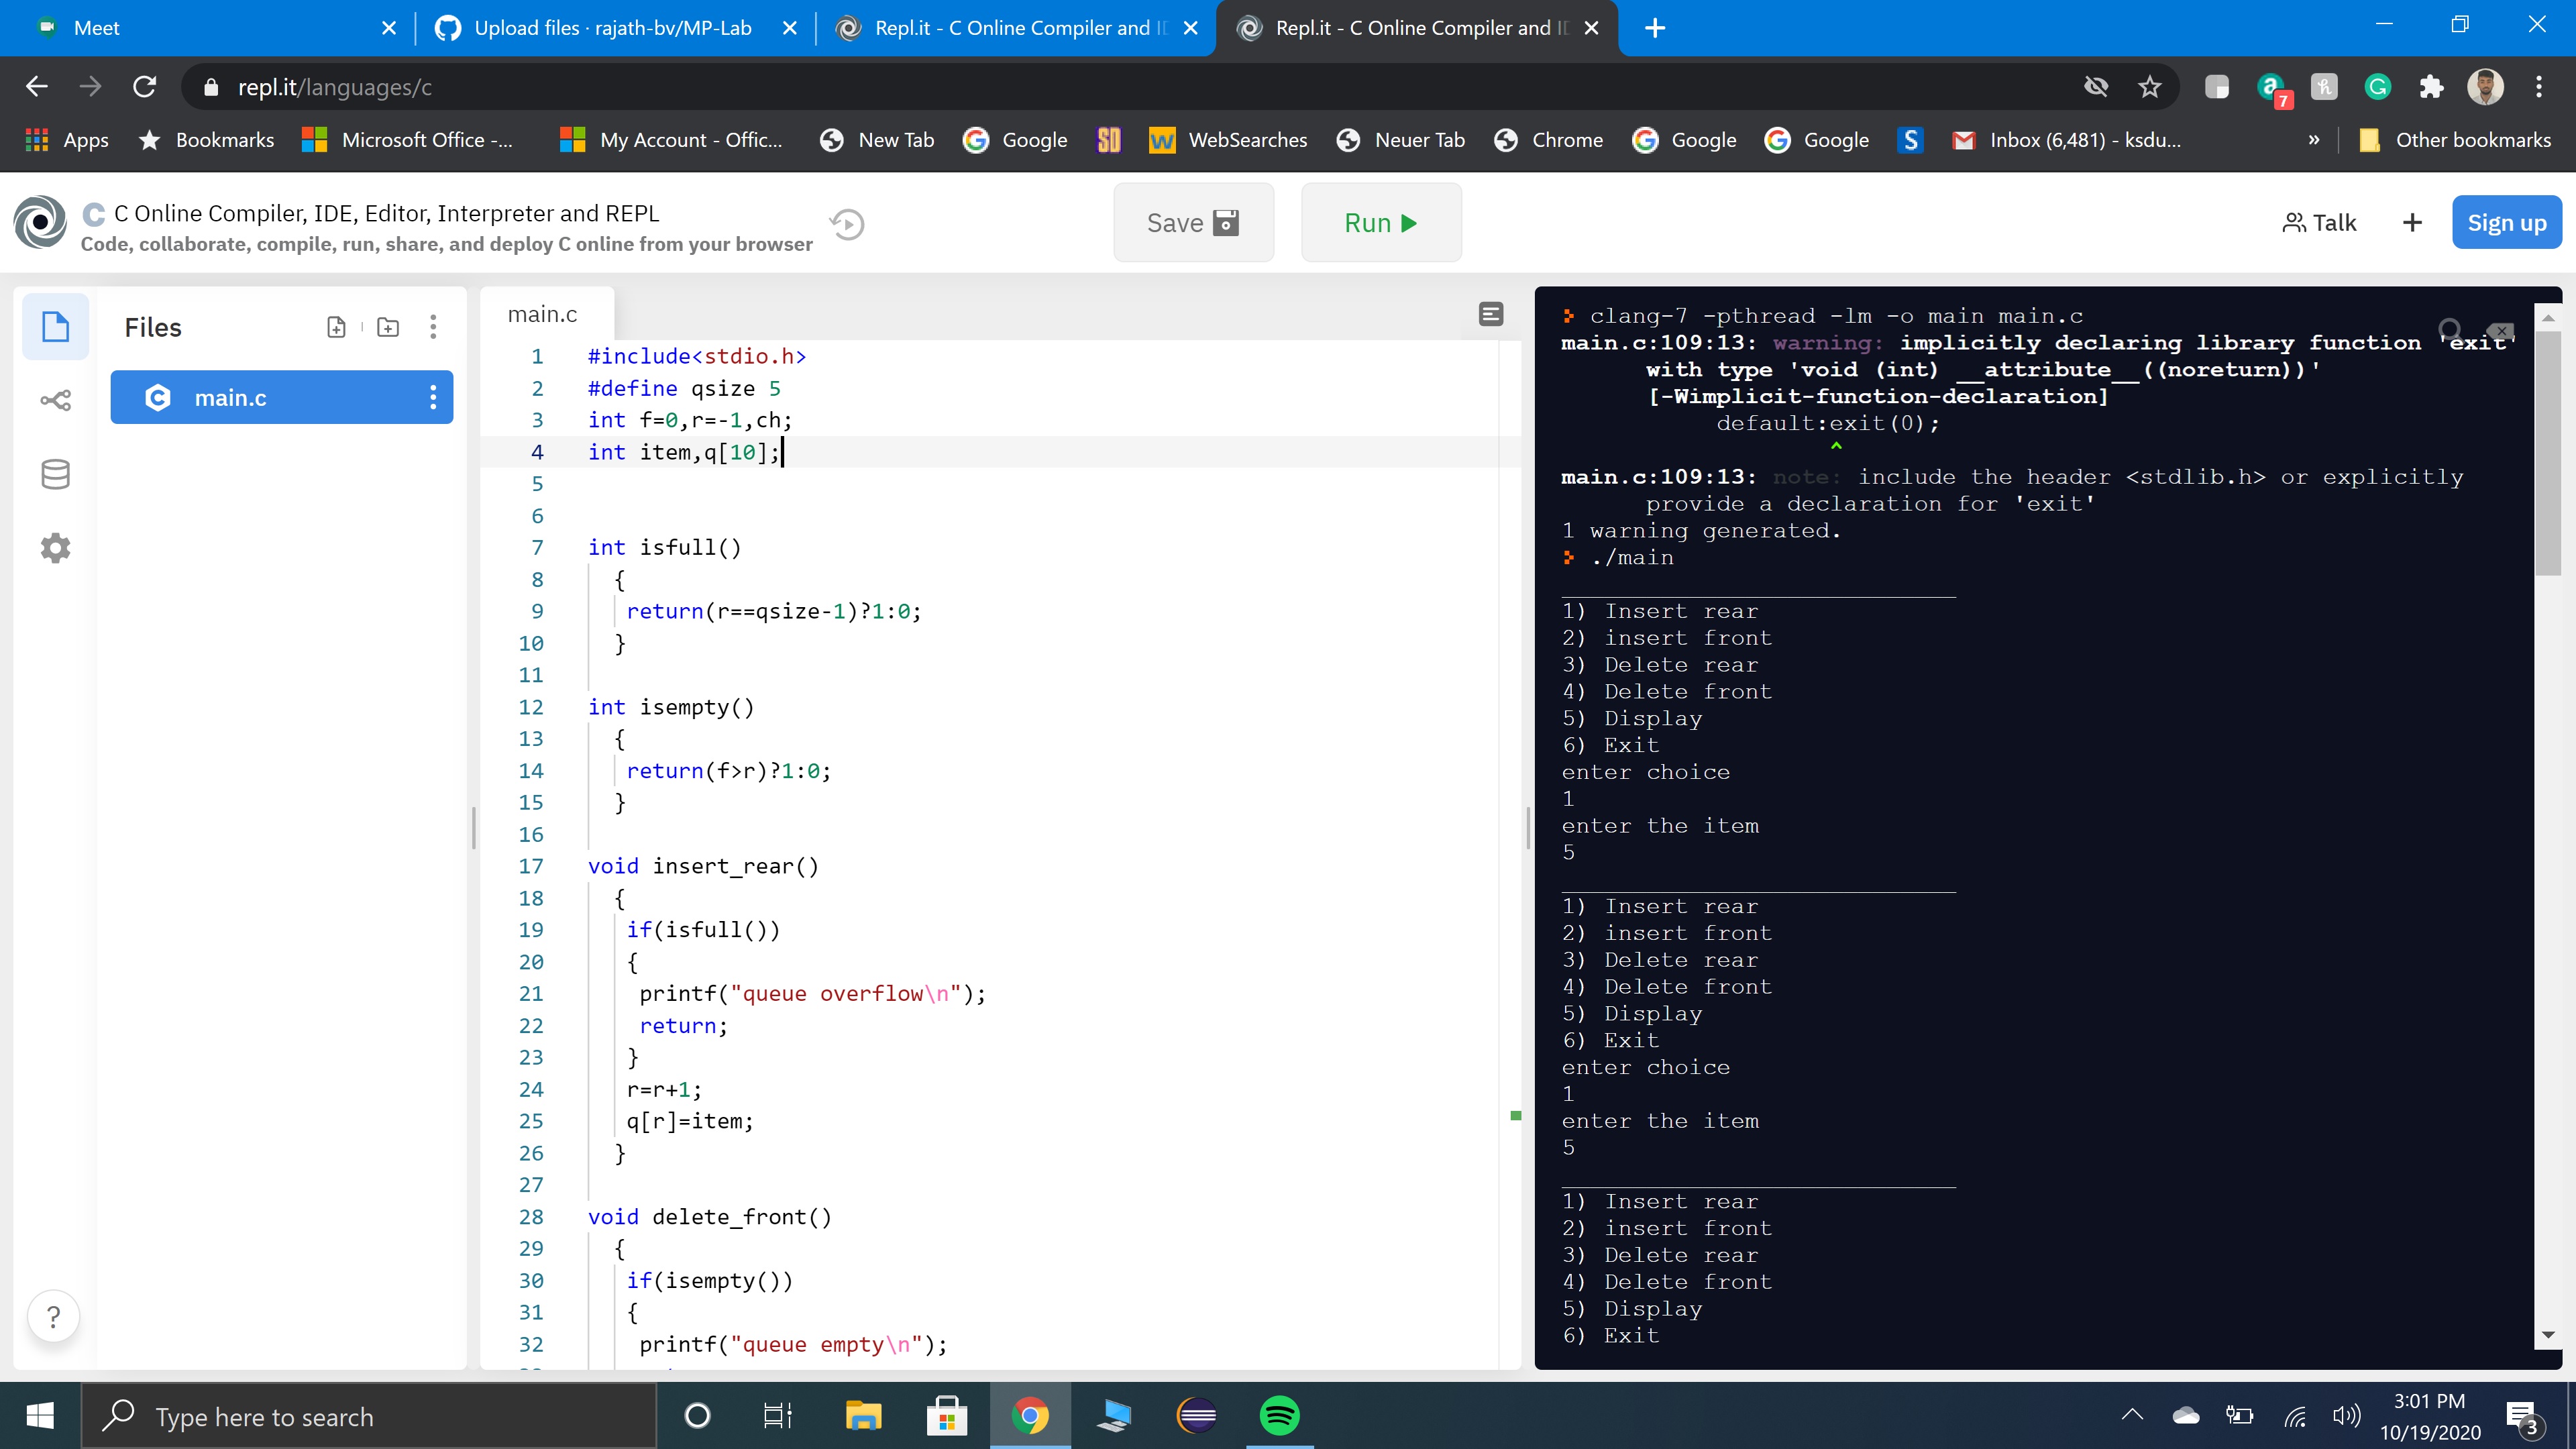 Meet
Upload files · rajath-bv/MP-Lab
Repl.it - C Online Compiler and
Repl.it - C Online Compiler and
repl.it/languages/c
7
Apps
Bookmarks
Microsoft Office -...
My Account - Offic...
New Tab
Google
SD
WebSearches
Neuer Tab
Chrome
Google
Google
S
Inbox (6,481) - ksdu...
»
Other bookmarks
C Online Compiler, IDE, Editor, Interpreter and REPL
Code, collaborate, compile, run, share, and deploy C online from your browser
Save
Run
Talk
+
Sign up
Files
main.c
main.c
1 #include<stdio.h>
2 #define qsize 5
3 int f=0,r=-1,ch;
4 int item,q[10];
5
6
7 int isfull()
8 {
9 return(r==qsize-1)?1:0;
10 }
11
12 int isempty()
13 {
14 return(f>r)?1:0;
15 }
16
17 void insert_rear()
18 {
19 if(isfull())
20 {
21 printf("queue overflow\n");
22 return;
23 }
24 r=r+1;
25 q[r]=item;
26 }
27
28 void delete_front()
29 {
30 if(isempty())
31 {
32 printf("queue empty\n");
clang-7 -pthread -lm -o main main.c
main.c:109:13: warning: implicitly declaring library function 'exit'
with type 'void (int) __attribute__((noreturn))'
[-Wimplicit-function-declaration]
default:exit(0);
^
main.c:109:13: note: include the header <stdlib.h> or explicitly
provide a declaration for 'exit'
1 warning generated.
./main
____________________________
1) Insert rear
2) insert front
3) Delete rear
4) Delete front
5) Display
6) Exit
enter choice
1
enter the item
5
____________________________
1) Insert rear
2) insert front
3) Delete rear
4) Delete front
5) Display
6) Exit
enter choice
1
enter the item
5
____________________________
1) Insert rear
2) insert front
3) Delete rear
4) Delete front
5) Display
6) Exit
?
Type here to search
3:01 PM
10/19/2020
3